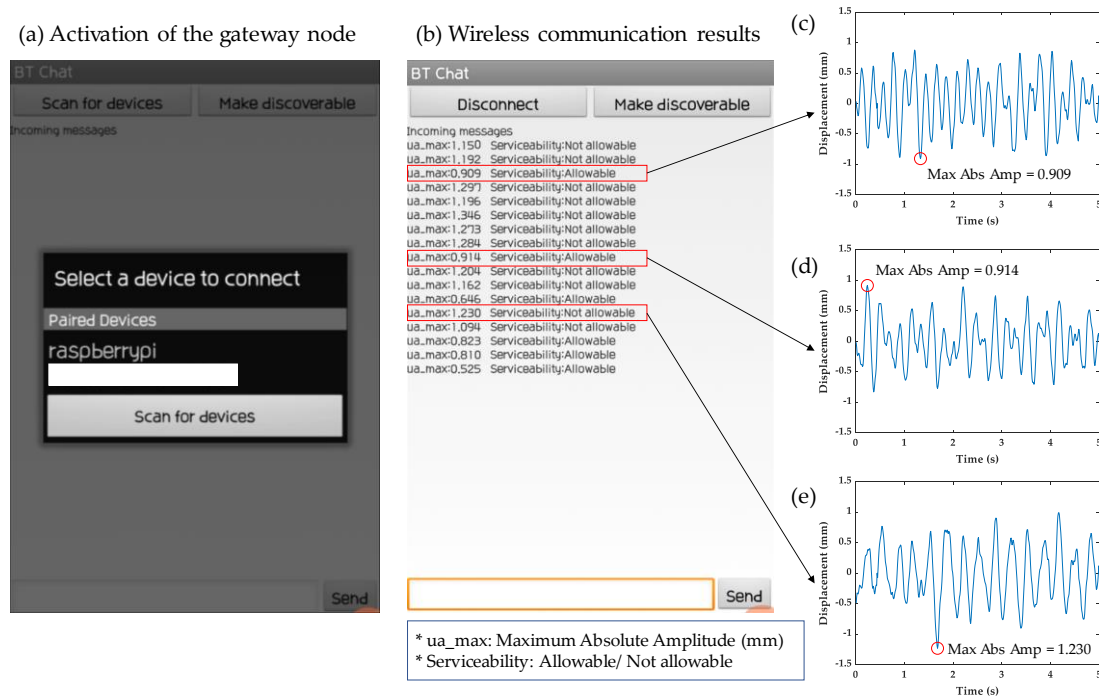 (a) Activation of the gateway node
BT Chat
Scan for devices
Make discoverable
Incoming messages
Select a device to connect
Paired Devices
raspberrypi
Scan for devices
Send
(b) Wireless communication results
BT Chat
Disconnect
Make discoverable
Incoming messages
ua_max:1,150 Serviceability:Not allowable
ua_max:1,192 Serviceability:Not allowable
ua_max:0,909 Serviceability:Allowable
ua_max:1,297 Serviceability:Not allowable
ua_max:1,196 Serviceability:Not allowable
ua_max:1,346 Serviceability:Not allowable
ua_max:1,273 Serviceability:Not allowable
ua_max:1,284 Serviceability:Not allowable
ua_max:0,914 Serviceability:Allowable
ua_max:1,204 Serviceability:Not allowable
ua_max:1,162 Serviceability:Not allowable
ua_max:0,646 Serviceability:Allowable
ua_max:1,230 Serviceability:Not allowable
ua_max:1,094 Serviceability:Not allowable
ua_max:0,823 Serviceability:Allowable
ua_max:0,810 Serviceability:Allowable
ua_max:0,525 Serviceability:Allowable
Send
* ua_max: Maximum Absolute Amplitude (mm)
* Serviceability: Allowable/ Not allowable
(c)
Displacement (mm)
1.5
1
0.5
0
-0.5
-1
-1.5
Max Abs Amp = 0.909
0 1 2 3 4 5
Time (s)
(d)
Displacement (mm)
1.5
1
0.5
0
-0.5
-1
-1.5
Max Abs Amp = 0.914
0 1 2 3 4 5
Time (s)
(e)
Displacement (mm)
1.5
1
0.5
0
-0.5
-1
-1.5
Max Abs Amp = 1.230
0 1 2 3 4 5
Time (s)